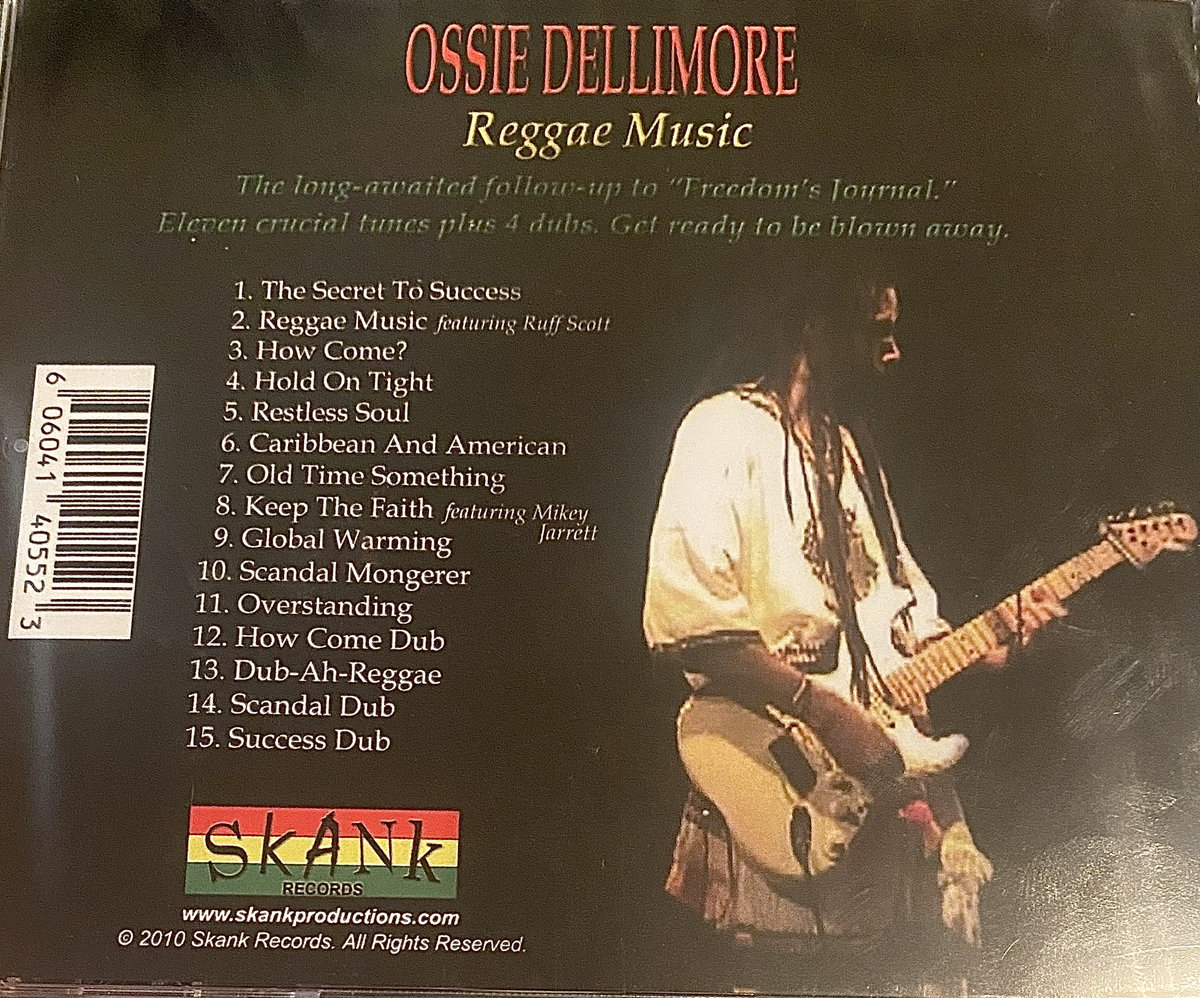 OSSIE DELLIMORE
Reggae Music
The long-awaited follow-up to "Freedom's Journal."
Eleven crucial tunes plus 4 dubs. Get ready to be blown away.
1. The Secret To Success
2. Reggae Music featuring Ruff Scott
3. How Come?
4. Hold On Tight
5. Restless Soul
6. Caribbean And American
7. Old Time Something
8. Keep The Faith featuring Mikey
Jarrett
9. Global Warming
10. Scandal Mongerer
11. Overstanding
12. How Come Dub
13. Dub-Ah-Reggae
14. Scandal Dub
15. Success Dub
6 06041 40552 3
SKANk
RECORDS
www.skankproductions.com
© 2010 Skank Records. All Rights Reserved.